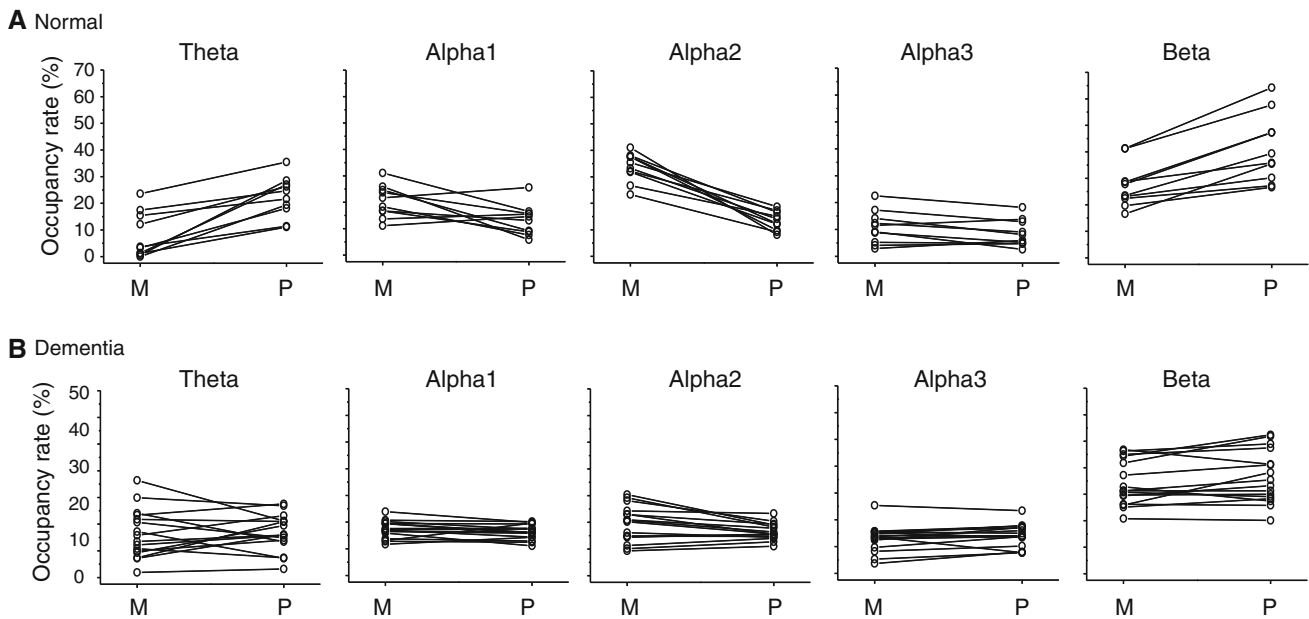 A Normal
Theta Alpha1 Alpha2 Alpha3 Beta
Occupancy rate (%)
70
60
50
40
30
20
10
0
M P M P M P M P M P
B Dementia
Theta Alpha1 Alpha2 Alpha3 Beta
Occupancy rate (%)
50
40
30
20
10
0
M P M P M P M P M P